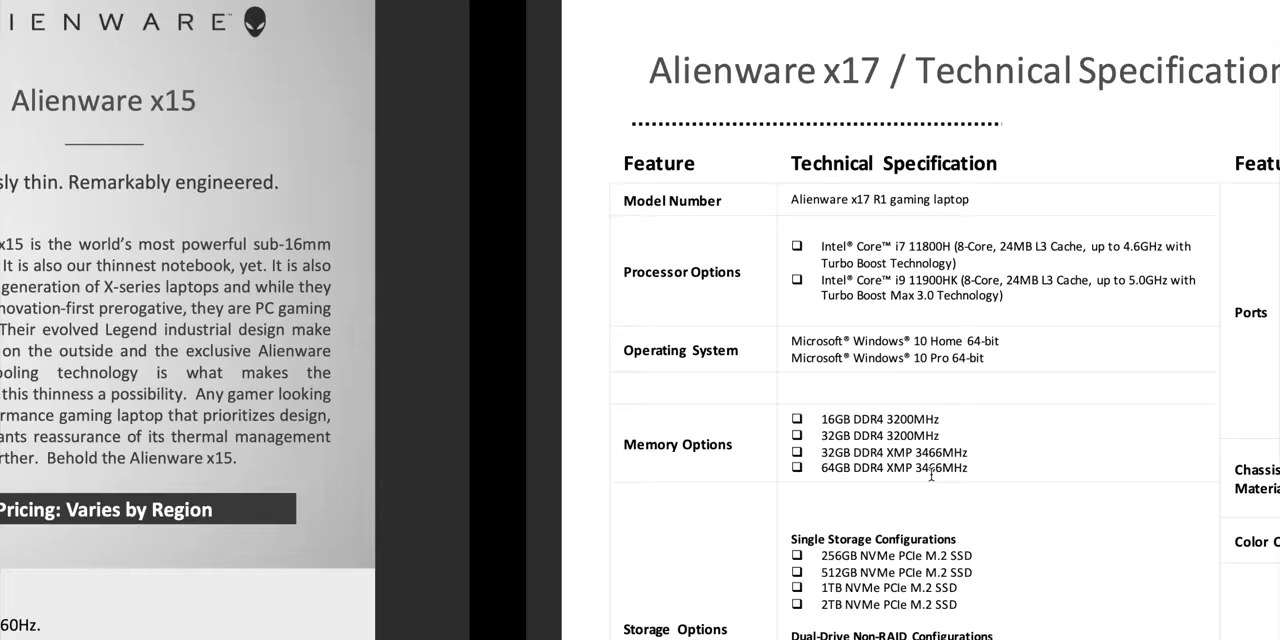 IENWARE™
Alienware x15
sly thin. Remarkably engineered.
x15 is the world's most powerful sub-16mm
It is also our thinnest notebook, yet. It is also
generation of X-series laptops and while they
novation-first prerogative, they are PC gaming
Their evolved Legend industrial design make
on the outside and the exclusive Alienware
ooling technology is what makes the
this thinness a possibility. Any gamer looking
rmance gaming laptop that prioritizes design,
ants reassurance of its thermal management
rther. Behold the Alienware x15.
Pricing: Varies by Region
60Hz.
Alienware x17 / Technical Specification
Feature Technical Specification
Model Number Alienware x17 R1 gaming laptop
Processor Options
Intel® Core™ i7 11800H (8-Core, 24MB L3 Cache, up to 4.6GHz with
Turbo Boost Technology)
Intel® Core™ i9 11900HK (8-Core, 24MB L3 Cache, up to 5.0GHz with
Turbo Boost Max 3.0 Technology)
Operating System
Microsoft® Windows® 10 Home 64-bit
Microsoft® Windows® 10 Pro 64-bit
Memory Options
16GB DDR4 3200MHz
32GB DDR4 3200MHz
32GB DDR4 XMP 3466MHz
64GB DDR4 XMP 3466MHz
Storage Options
Single Storage Configurations
256GB NVMe PCIe M.2 SSD
512GB NVMe PCIe M.2 SSD
1TB NVMe PCIe M.2 SSD
2TB NVMe PCIe M.2 SSD
Dual-Drive Non-RAID Configurations
Featu
Ports
Chassis
Materia
Color C